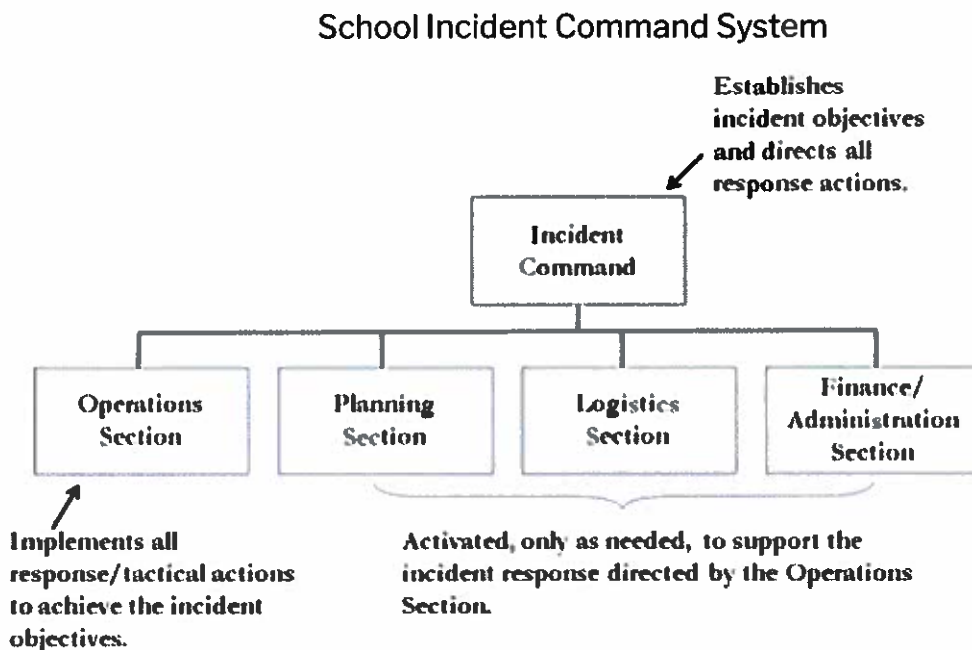 School Incident Command System
Establishes
incident objectives
and directs all
response actions.
Incident
Command
Operations
Section
Planning
Section
Logistics
Section
Finance/
Administration
Section
Implements all
response/tactical actions
to achieve the incident
objectives.
Activated, only as needed, to support the
incident response directed by the Operations
Section.